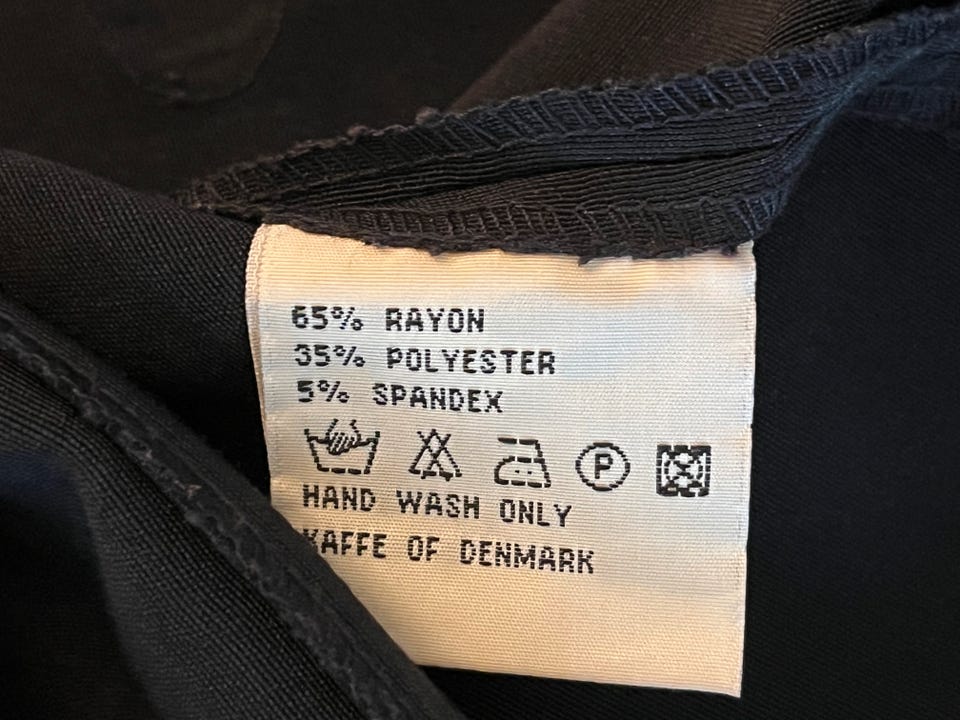 65% RAYON
35% POLYESTER
5% SPANDEX
P
HAND WASH ONLY
KAFFE OF DENMARK